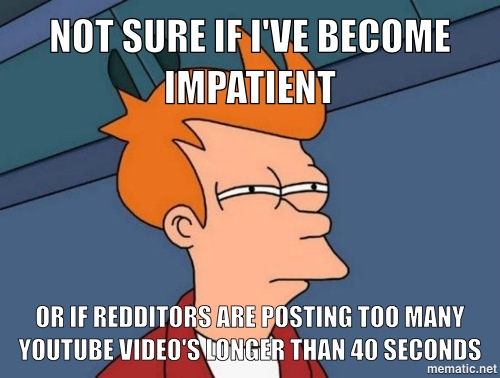 NOT SURE IF I'VE BECOME
IMPATIENT
OR IF REDDITORS ARE POSTING TOO MANY
YOUTUBE VIDEO'S LONGER THAN 40 SECONDS
mematic.net